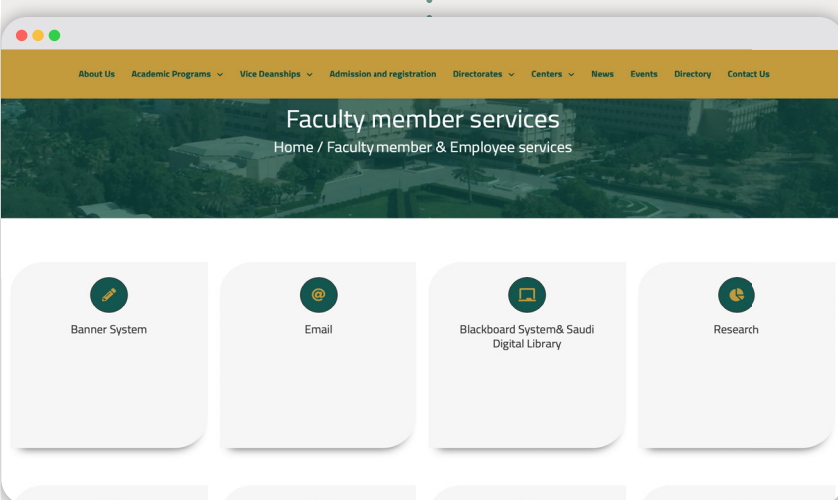 About Us Academic Programs Vice Deanships Admission and registration Directorates Centers News Events Directory Contact Us
Faculty member services
Home / Faculty member & Employee services
Banner System
Email
Blackboard System& Saudi
Digital Library
Research